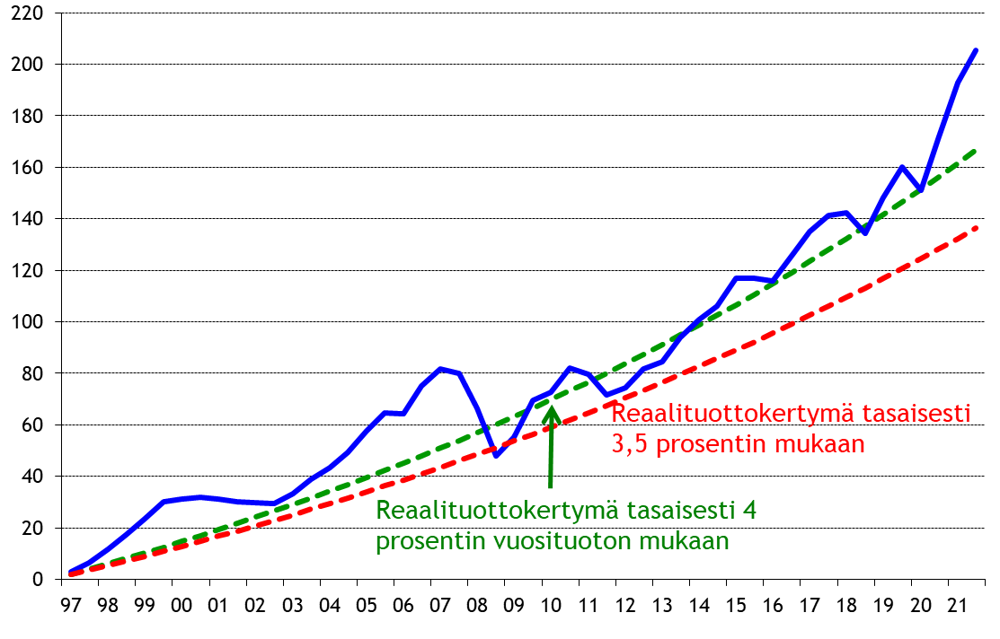 220
200
180
160
140
120
100
80
60
40
20
0
Reaalituottokertymä tasaisesti
3,5 prosentin mukaan
Reaalituottokertymä tasaisesti 4
prosentin vuosituoton mukaan
97 98 99 00 01 02 03 04 05 06 07 08 09 10 11 12 13 14 15 16 17 18 19 20 21